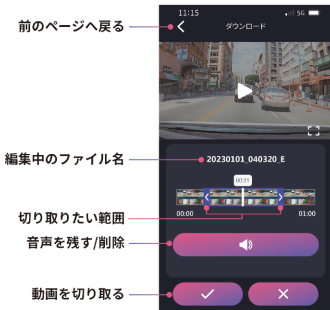 11:15
5G
前のページへ戻る
ダウンロード
編集中のファイル名
20230101_040320_E
00:39
切り取りたい範囲
00:00
01:00
音声を残す/削除
動画を切り取る